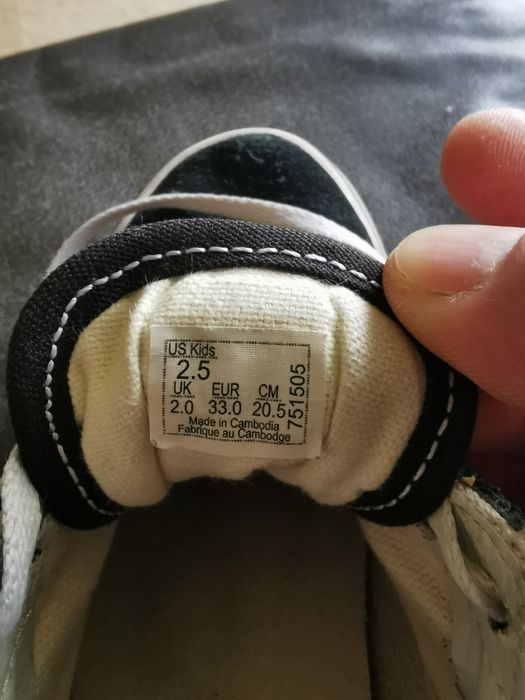 US Kids
2.5
UK EUR CM
2.0 33.0 20.5
Made in Cambodia
Fabrique au Cambodge
751505